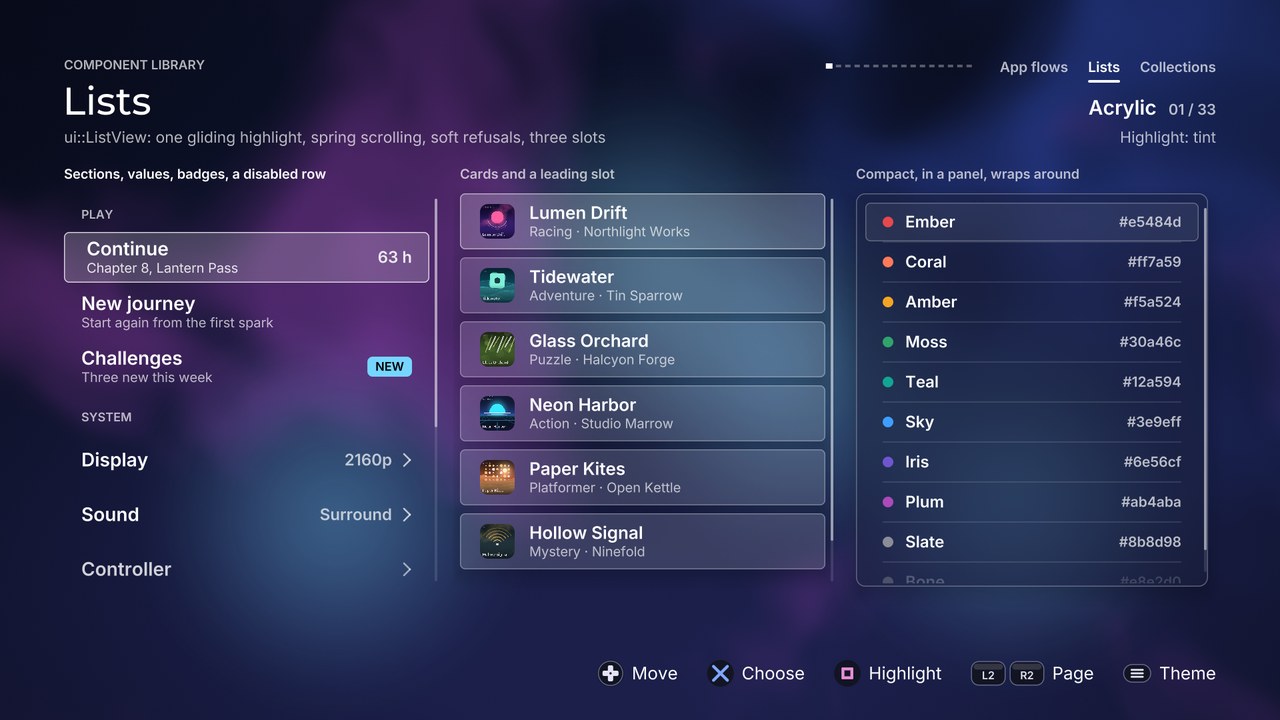 COMPONENT LIBRARY
Lists
ui::ListView: one gliding highlight, spring scrolling, soft refusals, three slots
App flows
Lists
Collections
Acrylic 01 / 33
Highlight: tint
Sections, values, badges, a disabled row
PLAY
Continue
63 h
Chapter 8, Lantern Pass
New journey
Start again from the first spark
Challenges
NEW
Three new this week
SYSTEM
Display 2160p
Sound Surround
Controller
Cards and a leading slot
Lumen Drift
Racing · Northlight Works
Tidewater
Adventure · Tin Sparrow
Glass Orchard
Puzzle · Halcyon Forge
Neon Harbor
Action · Studio Marrow
Paper Kites
Platformer · Open Kettle
Hollow Signal
Mystery · Ninefold
Compact, in a panel, wraps around
Ember #e5484d
Coral #ff7a59
Amber #f5a524
Moss #30a46c
Teal #12a594
Sky #3e9eff
Iris #6e56cf
Plum #ab4aba
Slate #8b8d98
Bone #e8e2d0
Move
Choose
Highlight
L2 R2 Page
Theme